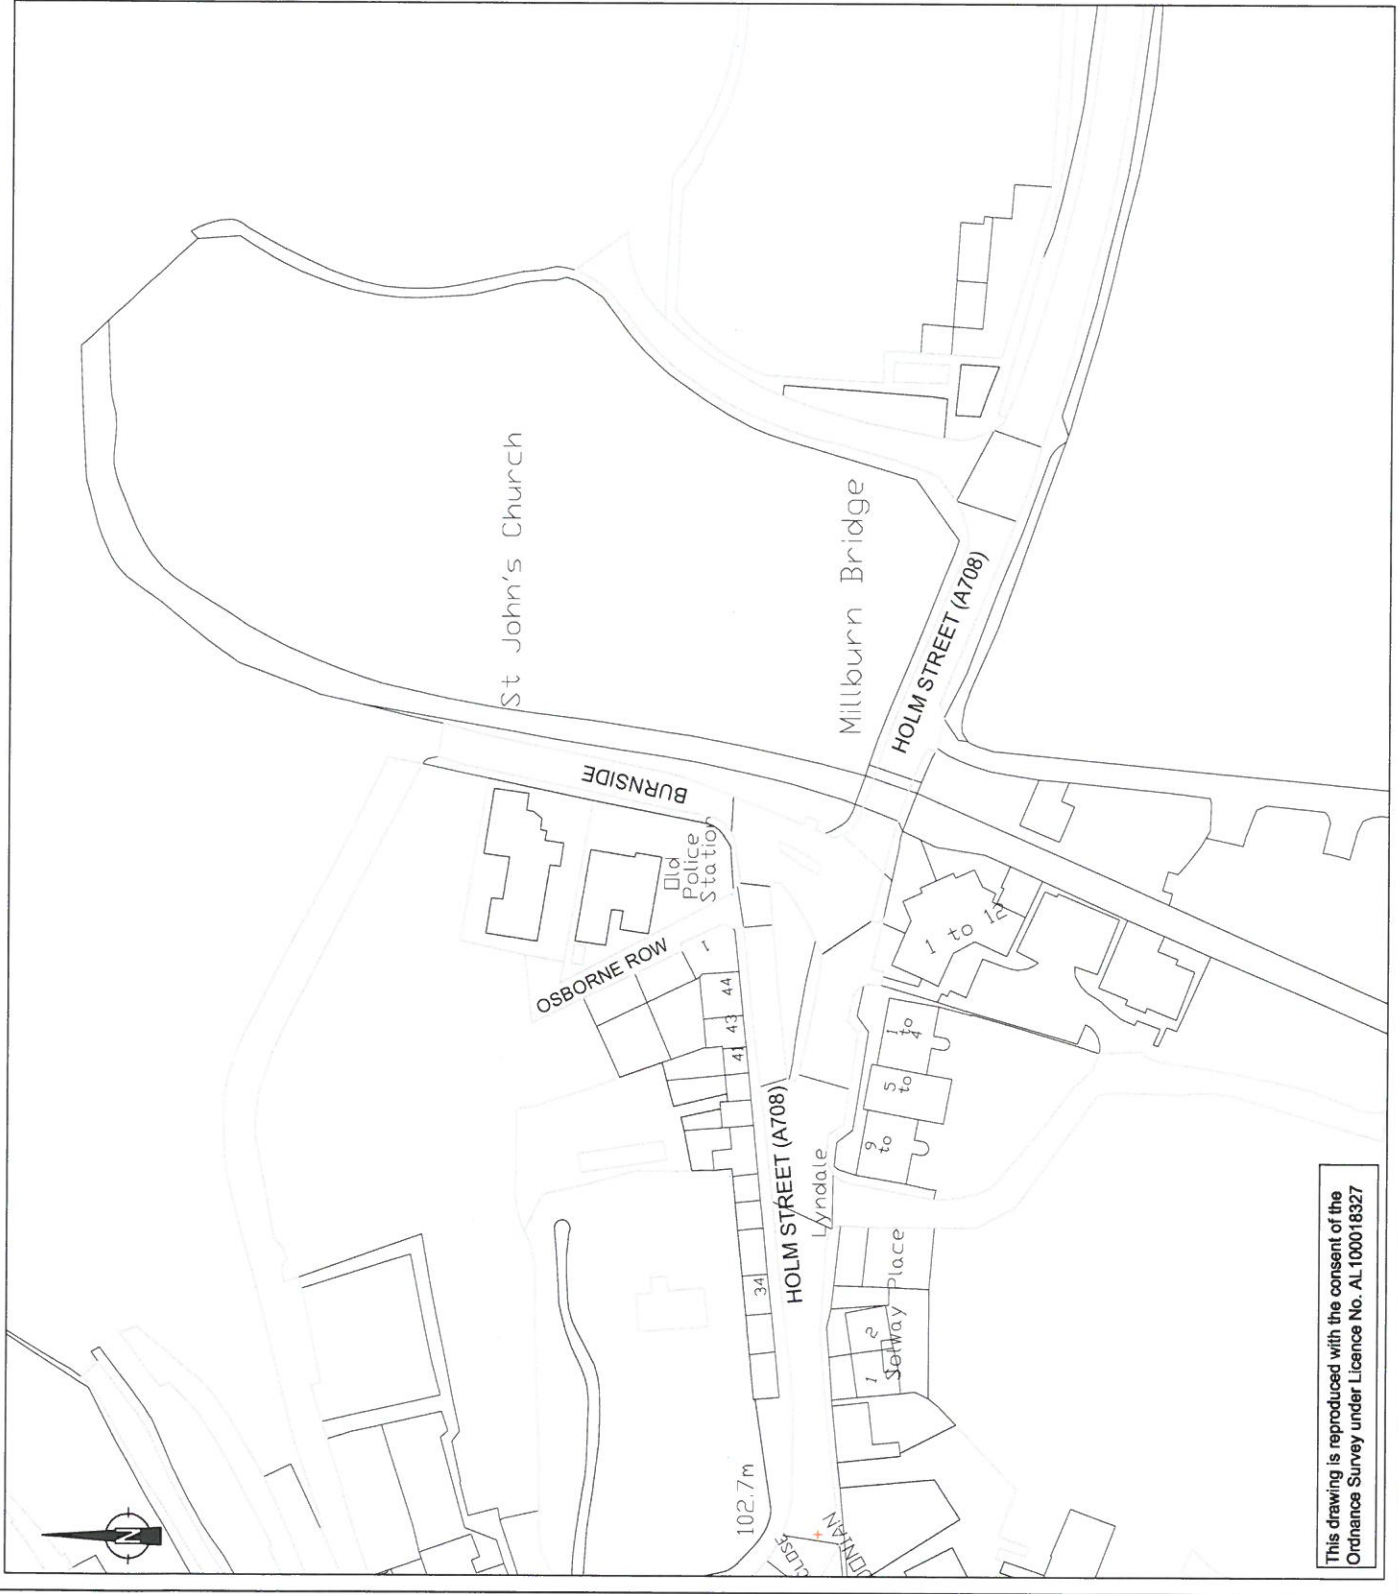 St John's Church
Millburn Bridge
HOLM STREET (A708)
BURNSIDE
Old
Police
Station
OSBORNE ROW
1
44
43
41
34
HOLM STREET (A708)
1 to 12
1
to
4
5
to
9
to
Lyndale
Solway Place
1
2
102.7m
CLOSE
N
This drawing is reproduced with the consent of the
Ordnance Survey under Licence No. AL100018327